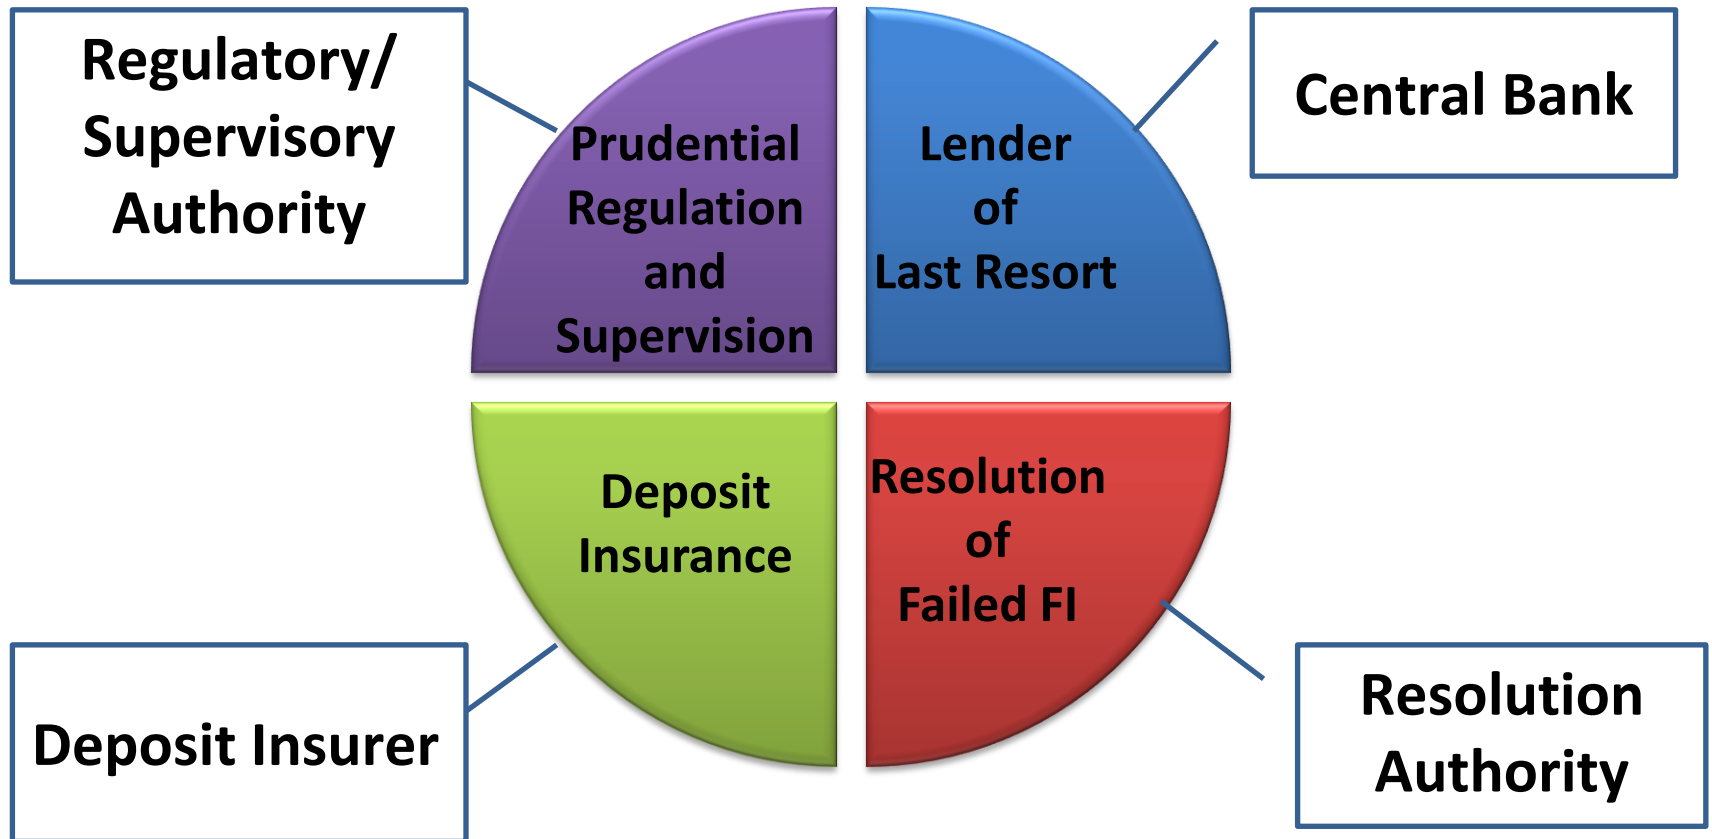 Regulatory/
Supervisory
Authority
Prudential
Regulation
and
Supervision
Lender
of
Last Resort
Central Bank
Deposit
Insurance
Resolution
of
Failed FI
Deposit Insurer
Resolution
Authority